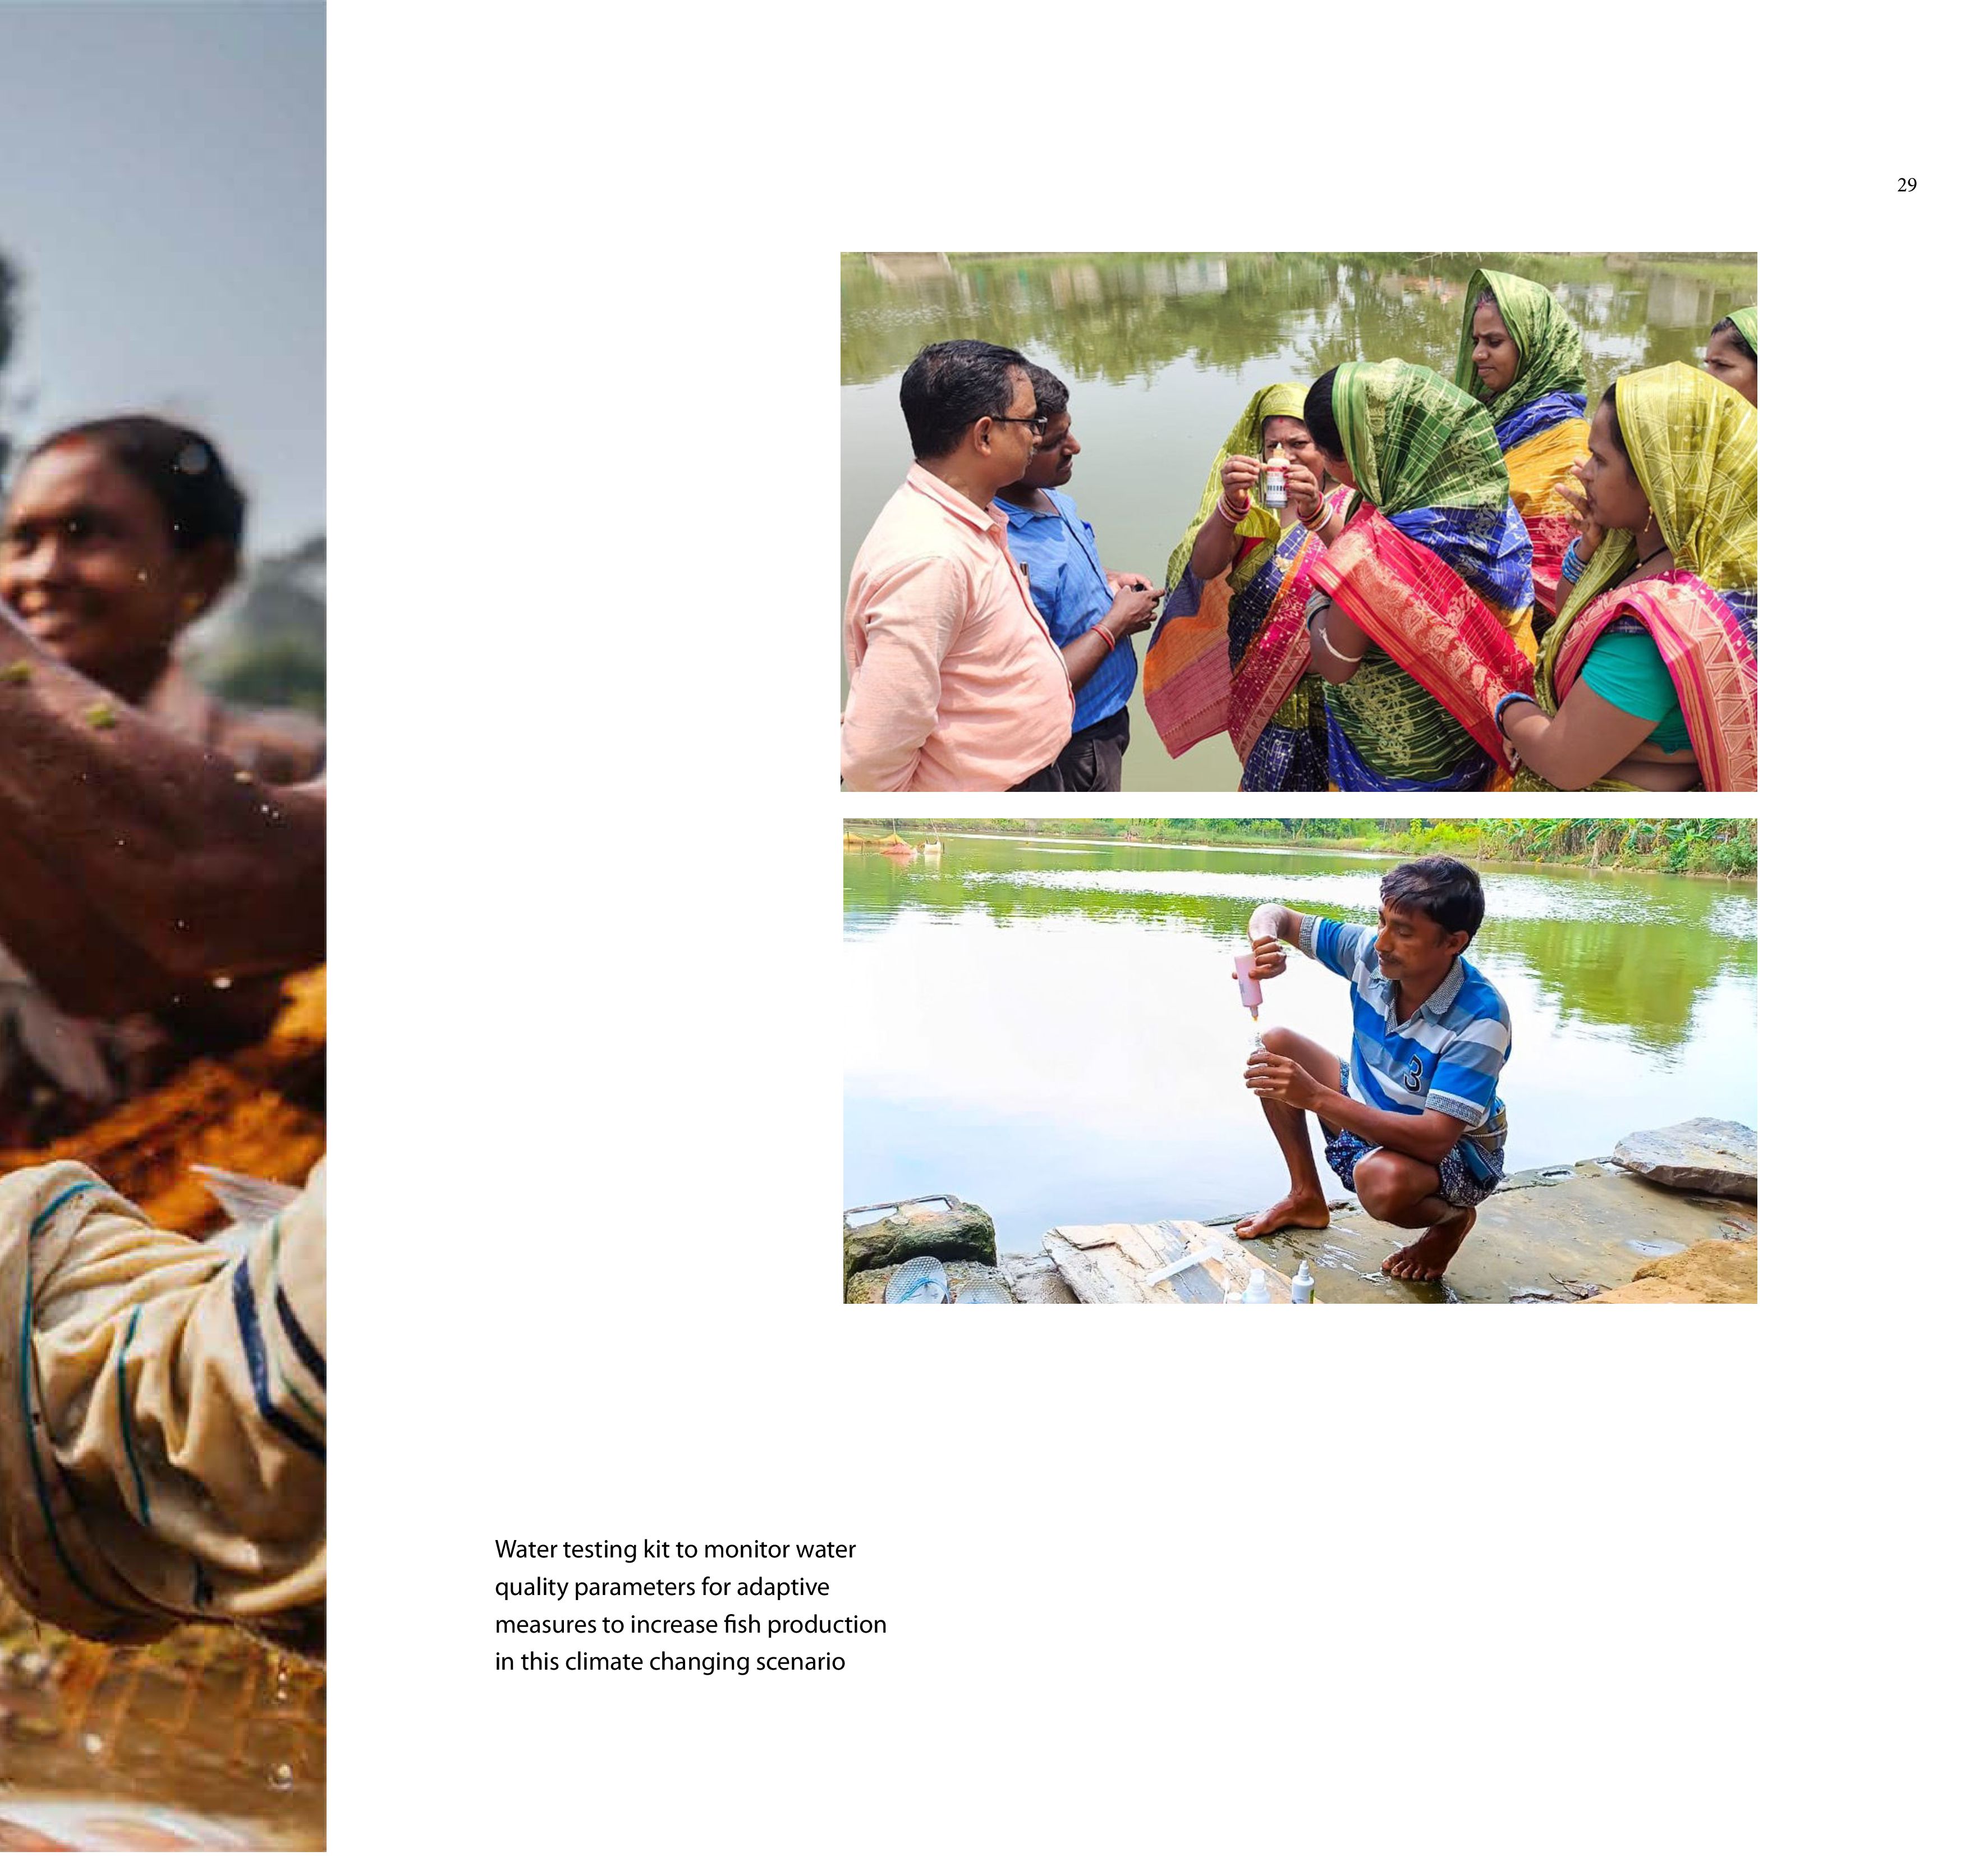 29
3
Water testing kit to monitor water
quality parameters for adaptive
measures to increase fish production
in this climate changing scenario